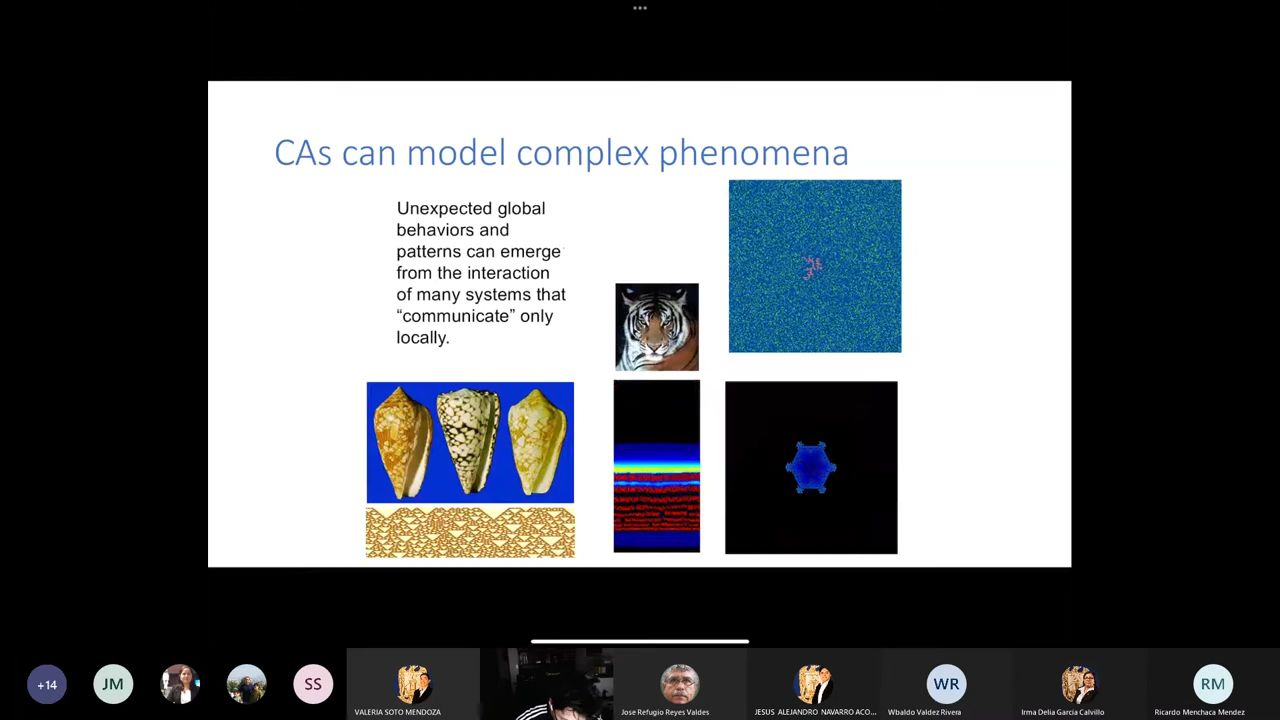 CAs can model complex phenomena
Unexpected global
behaviors and
patterns can emerge
from the interaction
of many systems that
“communicate” only
locally.
+14
JM
SS
VALERIA SOTO MENDOZA
Jose Refugio Reyes Valdes
JESUS ALEJANDRO NAVARRO ACO...
WR
Wbaldo Valdez Rivera
Irma Delia Garcia Calvillo
RM
Ricardo Menchaca Mendez